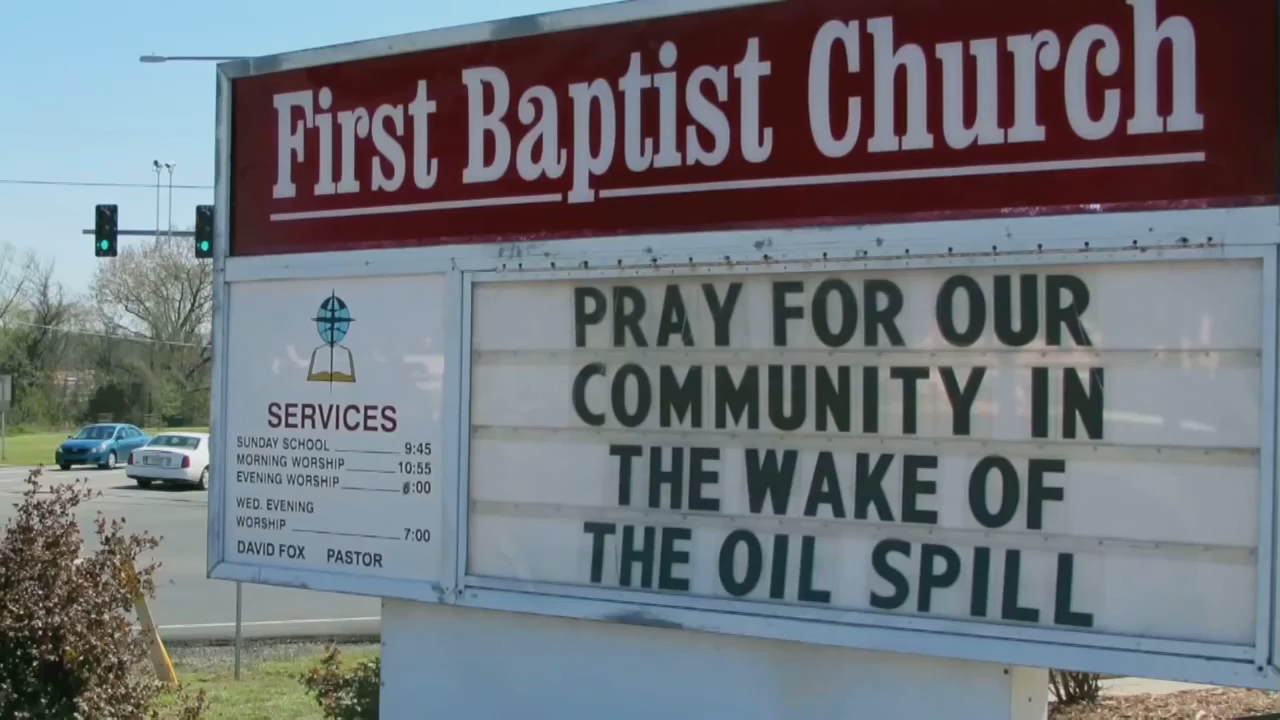 First Baptist Church
SERVICES
SUNDAY SCHOOL 9:45
MORNING WORSHIP 10:55
EVENING WORSHIP 6:00
WED. EVENING
WORSHIP 7:00
DAVID FOX PASTOR
PRAY FOR OUR
COMMUNITY IN
THE WAKE OF
THE OIL SPILL